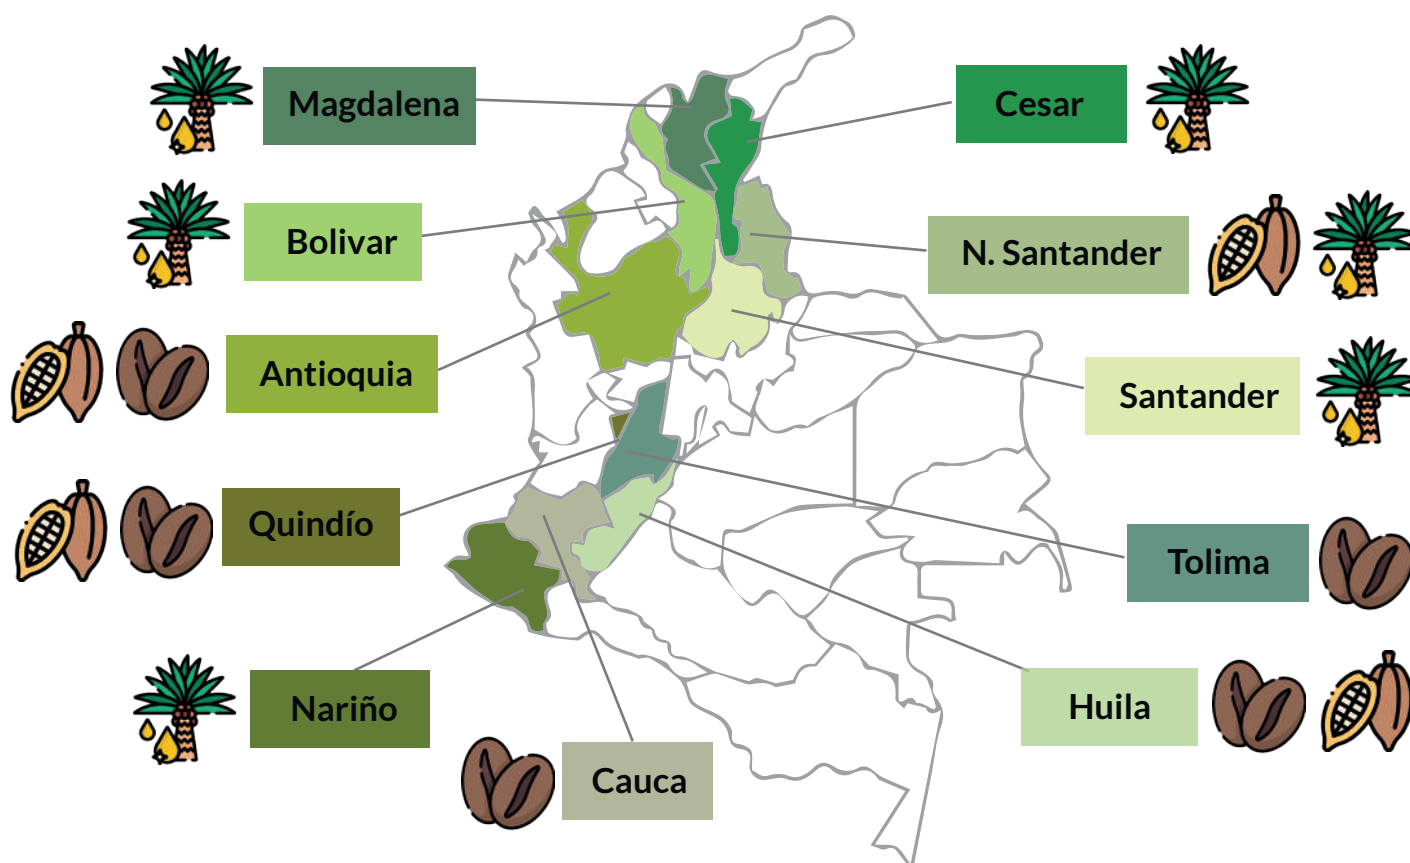 Magdalena
Cesar
Bolivar
N. Santander
Antioquia
Santander
Quindío
Tolima
Nariño
Huila
Cauca